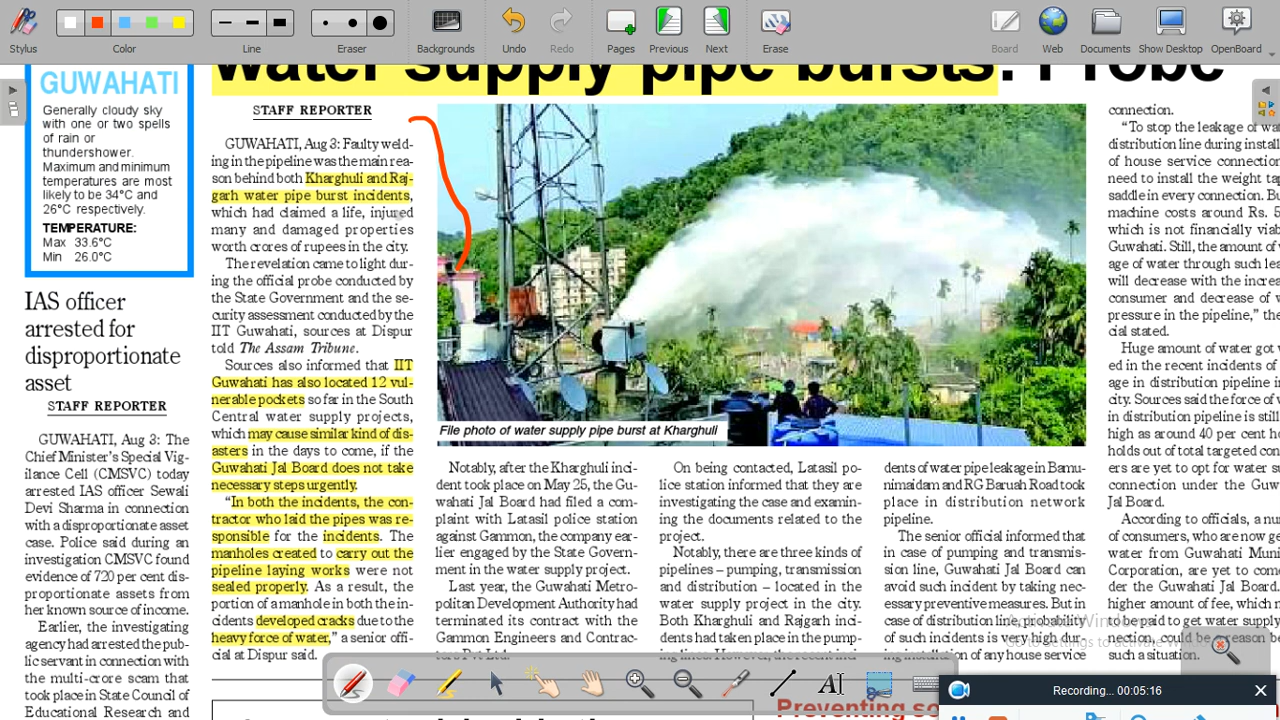 Stylus
Color
Line
Eraser
Backgrounds
Undo
Redo
Pages
Previous
Next
Erase
Board
Web
Documents
Show Desktop
OpenBoard
water supply pipe bursts: Probe
GUWAHATI
Generally cloudy sky
with one or two spells
of rain or
thundershower.
Maximum and minimum
temperatures are most
likely to be 34°C and
26°C respectively.
TEMPERATURE:
Max 33.6°C
Min 26.0°C
IAS officer
arrested for
disproportionate
asset
STAFF REPORTER
GUWAHATI, Aug 3: The
Chief Minister's Special Vig-
ilance Cell (CMSVC) today
arrested IAS officer Sewali
Devi Sharma in connection
with a disproportionate asset
case. Police said during an
investigation CMSVC found
evidence of 720 per cent dis-
proportionate assets from
her known source of income.
Earlier, the investigating
agency had arrested the pub-
lic servant in connection with
the multi-crore scam that
took place in State Council of
Educational Research and
STAFF REPORTER
GUWAHATI, Aug 3: Faulty weld-
ing in the pipeline was the main rea-
son behind both Kharghuli and Raj-
garh water pipe burst incidents,
which had claimed a life, injured
many and damaged properties
worth crores of rupees in the city.
The revelation came to light dur-
ing the official probe conducted by
the State Government and the se-
curity assessment conducted by the
IIT Guwahati, sources at Dispur
told The Assam Tribune.
Sources also informed that IIT
Guwahati has also located 12 vul-
nerable pockets so far in the South
Central water supply projects,
which may cause similar kind of dis-
asters in the days to come, if the
Guwahati Jal Board does not take
necessary steps urgently.
"In both the incidents, the con-
tractor who laid the pipes was re-
sponsible for the incidents. The
manholes created to carry out the
pipeline laying works were not
sealed properly. As a result, the
portion of a manhole in both the in-
cidents developed cracks due to the
heavy force of water," a senior offi-
cial at Dispur said.
File photo of water supply pipe burst at Kharghuli
Notably, after the Kharghuli inci-
dent took place on May 25, the Gu-
wahati Jal Board had filed a com-
plaint with Latasil police station
against Gammon, the company ear-
lier engaged by the State Govern-
ment in the water supply project.
Last year, the Guwahati Metro-
politan Development Authority had
terminated its contract with the
Gammon Engineers and Contrac-
tors Pvt Ltd.
On being contacted, Latasil po-
lice station informed that they are
investigating the case and examin-
ing the documents related to the
project.
Notably, there are three kinds of
pipelines – pumping, transmission
and distribution – located in the
water supply project in the city.
Both Kharghuli and Rajgarh inci-
dents had taken place in the pump-
ing lines. However, the recent inci-
dents of water pipe leakage in Bamu-
nimaidam and RG Baruah Road took
place in distribution network
pipeline.
The senior official informed that
in case of pumping and transmis-
sion line, Guwahati Jal Board can
avoid such incident by taking nec-
essary preventive measures. But in
case of distribution line, probability
of such incidents is very high dur-
ing installation of any house service
connection.
"To stop the leakage of wa
distribution line during install
of house service connection
need to install the weight tap
saddle in every connection. Bu
machine costs around Rs. 5
which is not financially viab
Guwahati. Still, the amount of w
age of water through such lea
will decrease with the increa
consumer and decrease of w
pressure in the pipeline," the
cial stated.
Huge amount of water got w
ed in the recent incidents of
age in distribution pipeline i
city. Sources said the force of w
in distribution pipeline is still
high as around 40 per cent ho
holds out of total targeted con
ers are yet to opt for water su
connection under the Guw
Jal Board.
According to officials, a nu
of consumers, who are now ge
water from Guwahati Muni
Corporation, are yet to come
der the Guwahati Jal Board.
higher amount of fee, which n
to be paid to get water supply
nection, could be a reason be
such a situation.
Activate Windows
Go to Settings to activate Windows.
Preventing so
Recording... 00:05:16